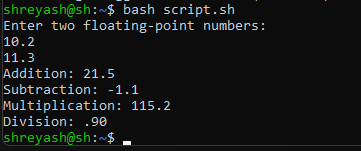 shreyash@sh:~$ bash script.sh
Enter two floating-point numbers:
10.2
11.3
Addition: 21.5
Subtraction: -1.1
Multiplication: 115.2
Division: .90
shreyash@sh:~$